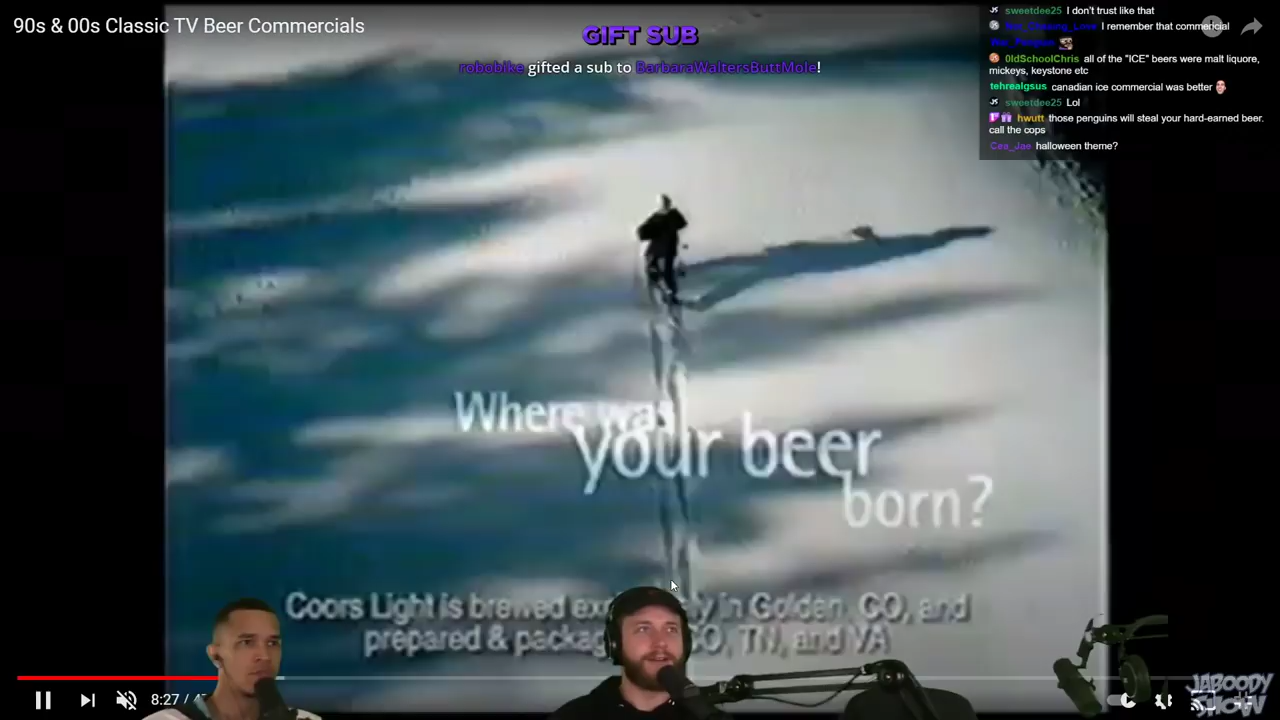 90s & 00s Classic TV Beer Commercials
GIFT SUB
robobike gifted a sub to BarbaraWaltersButtMole!
sweetdee25 I don't trust like that
I remember that commercial
0ldSchoolChris all of the "ICE" beers were malt liquore,
mickeys, keystone etc
tehrealgsus canadian ice commercial was better
sweetdee25 Lol
hwutt those penguins will steal your hard-earned beer.
call the cops
Cea_Jae halloween theme?
Where was
your beer
born?
Coors Light is brewed in Golden, CO, and
prepared & TN, and VA
8:27 /
JABOODY
SHOW